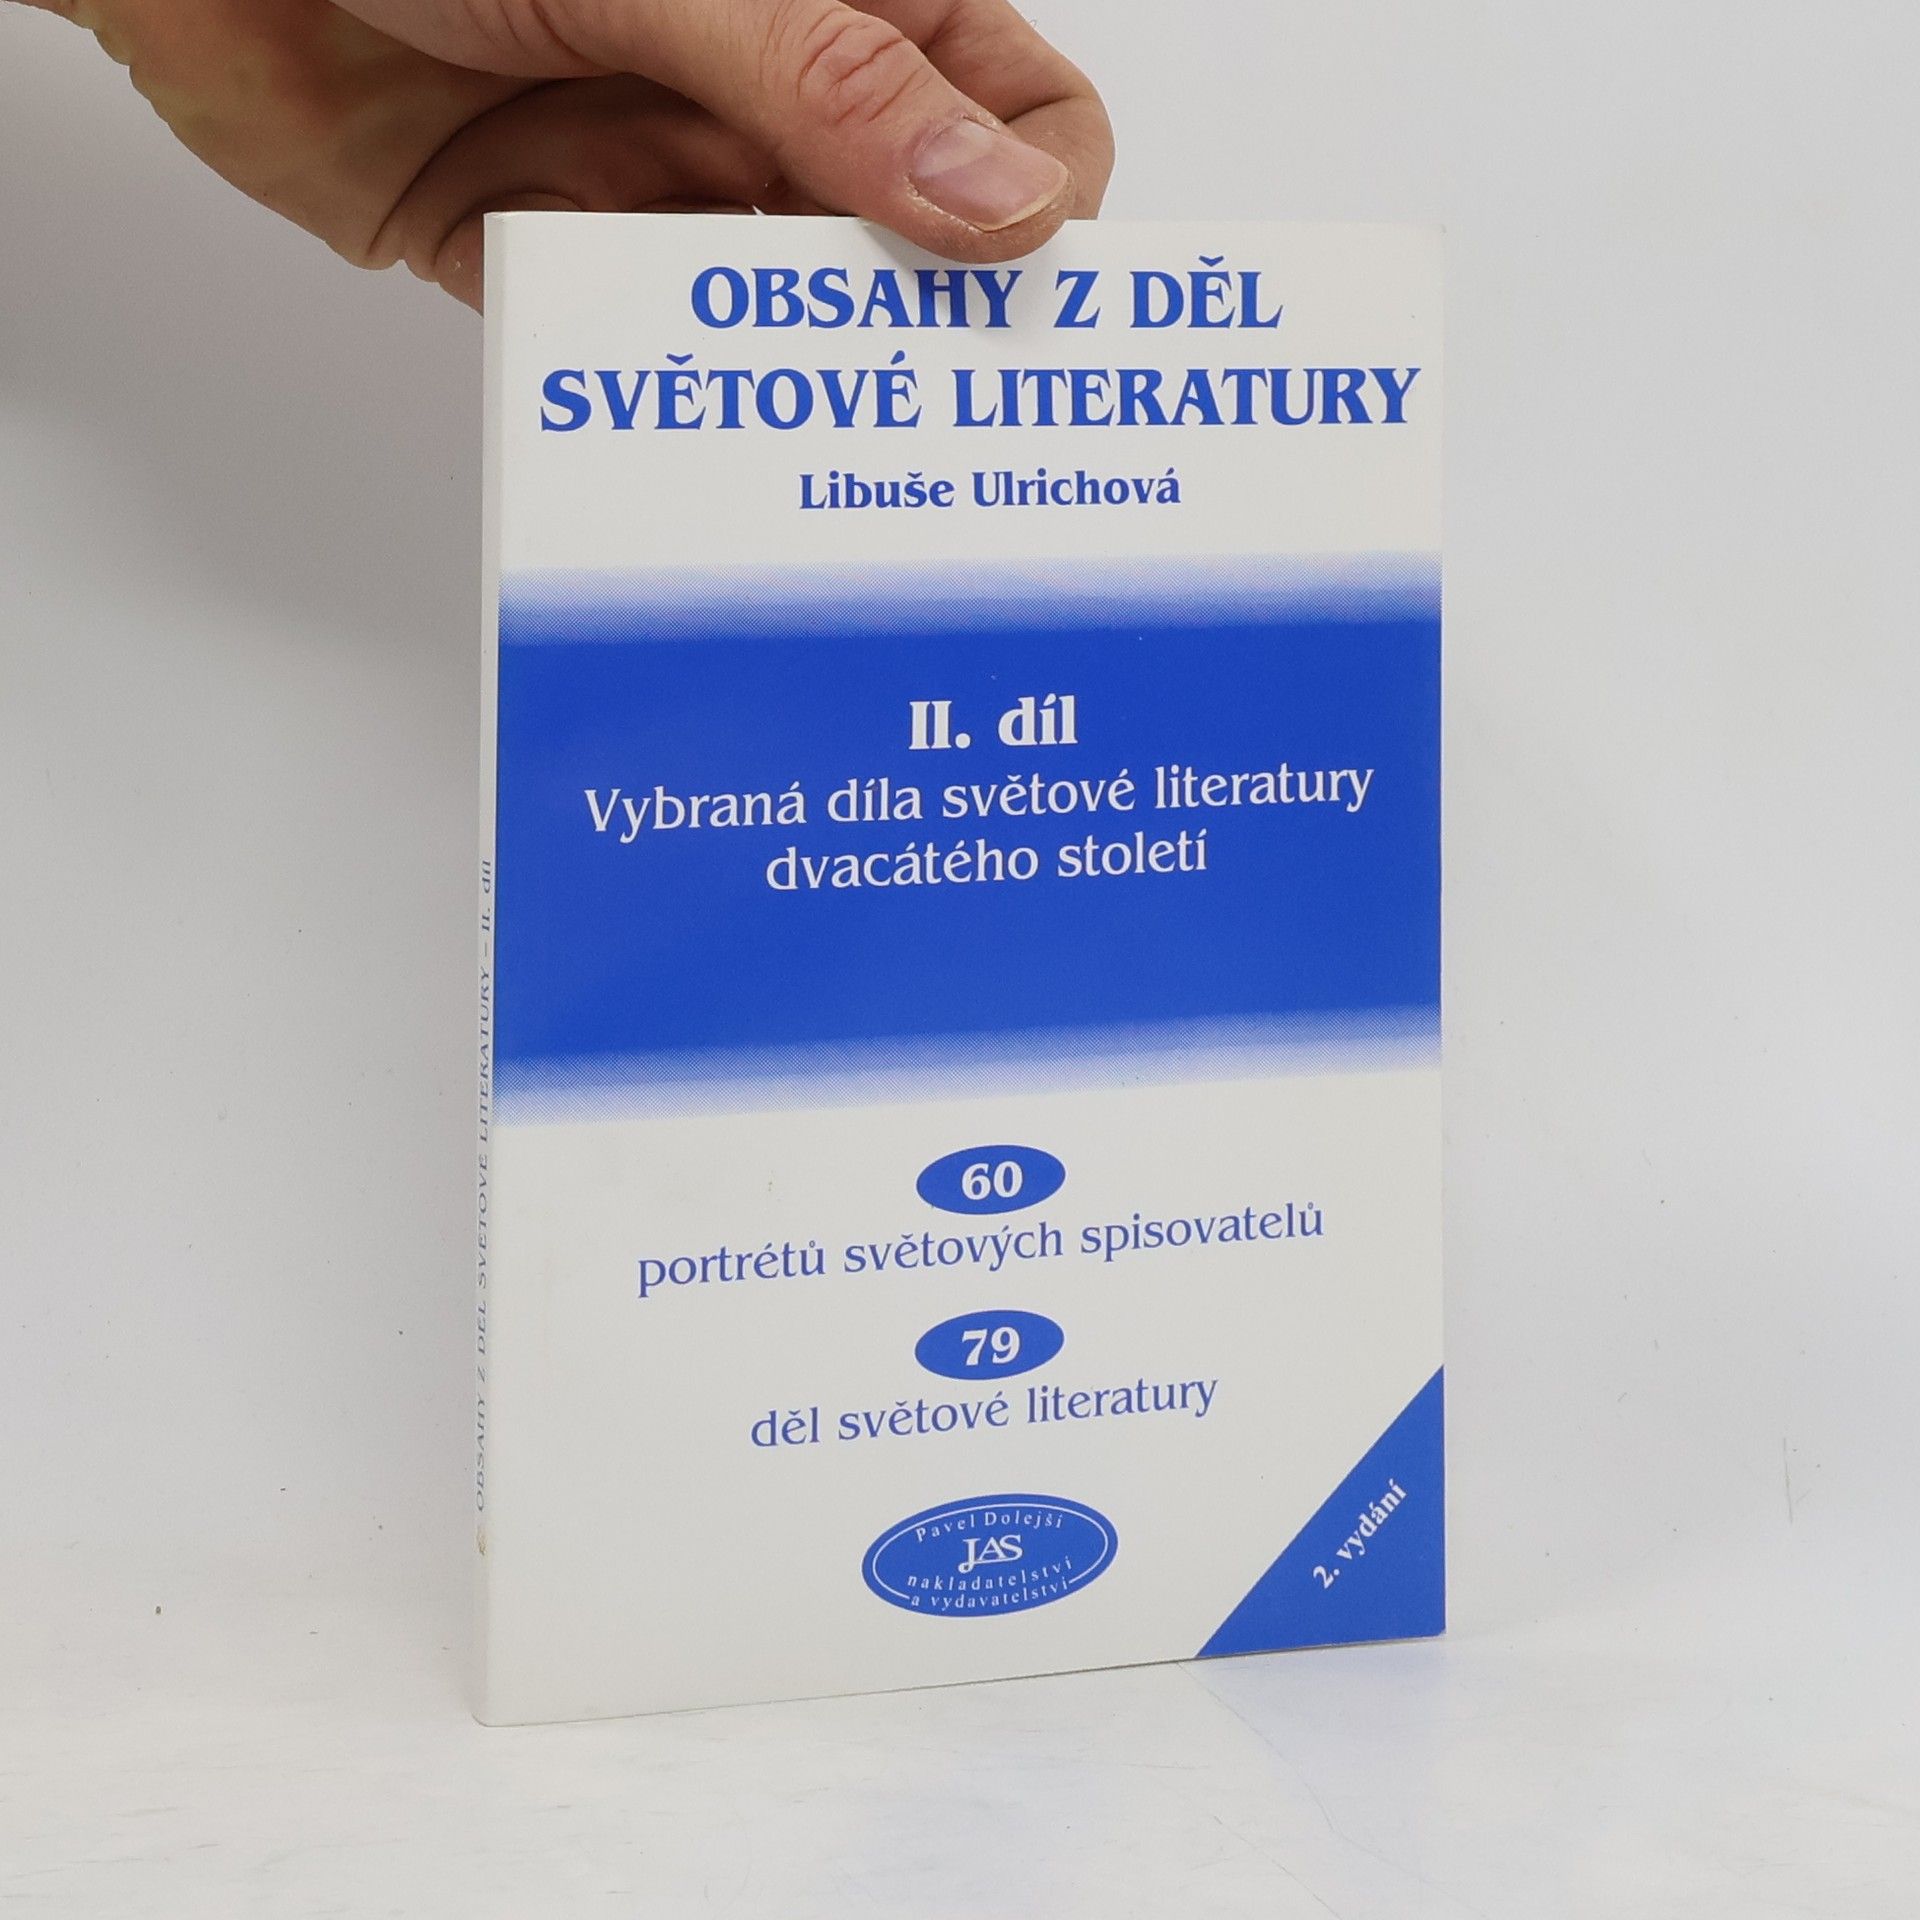 OBSAHY Z DĚL
SVĚTOVÉ LITERATURY
Libuše Ulrichová
II. díl
Vybraná díla světové literatury
dvacátého století
60
portrétů světových spisovatelů
79
děl světové literatury
Pavel Dolejší
JAS
nakladatelství
a vydavatelství
2. vydání
OBSAHY Z DĚL SVĚTOVÉ LITERATURY – II. díl